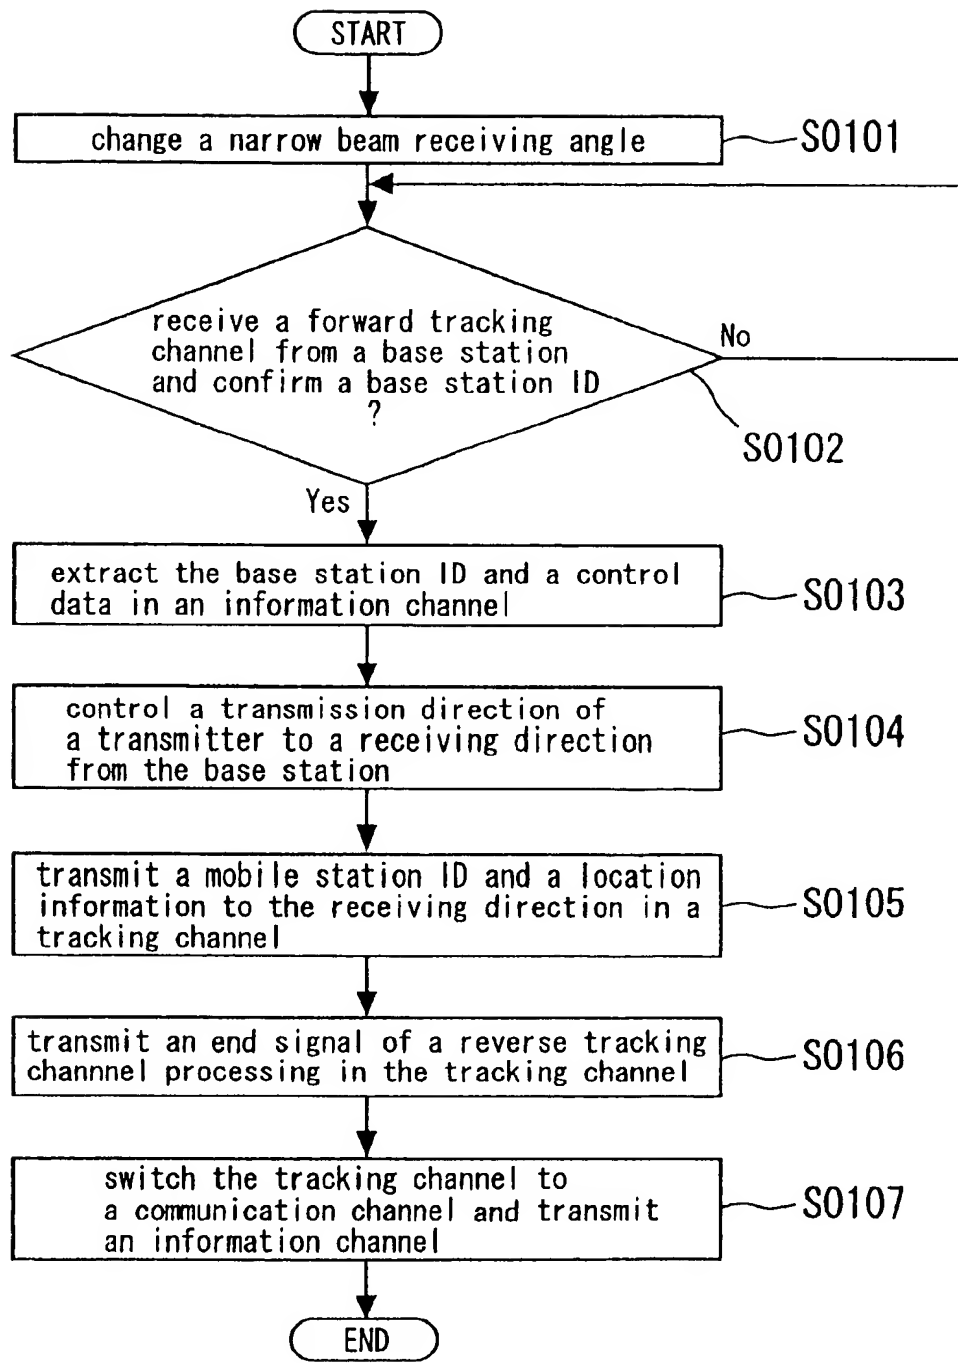 START
change a narrow beam receiving angle
S0101
receive a forward tracking
channel from a base station
and confirm a base station ID
?
No
S0102
Yes
extract the base station ID and a control
data in an information channel
S0103
control a transmission direction of
a transmitter to a receiving direction
from the base station
S0104
transmit a mobile station ID and a location
information to the receiving direction in a
tracking channel
S0105
transmit an end signal of a reverse tracking
channnel processing in the tracking channel
S0106
switch the tracking channel to
a communication channel and transmit
an information channel
S0107
END